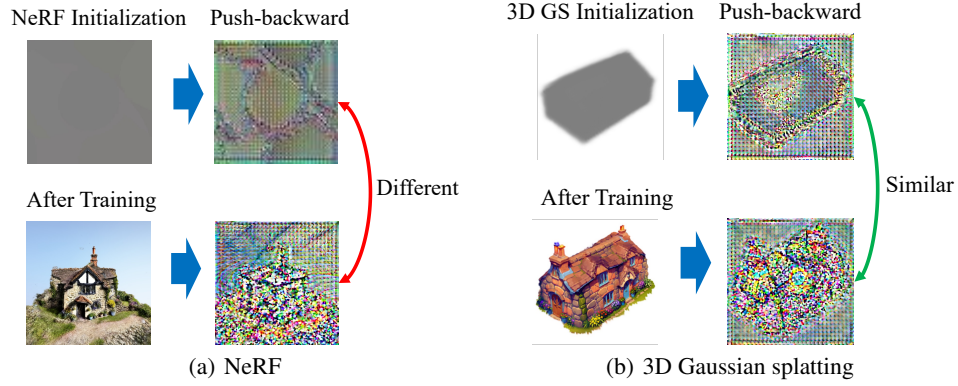 NeRF Initialization
Push-backward
Different
After Training
(a) NeRF
3D GS Initialization
Push-backward
Similar
After Training
(b) 3D Gaussian splatting